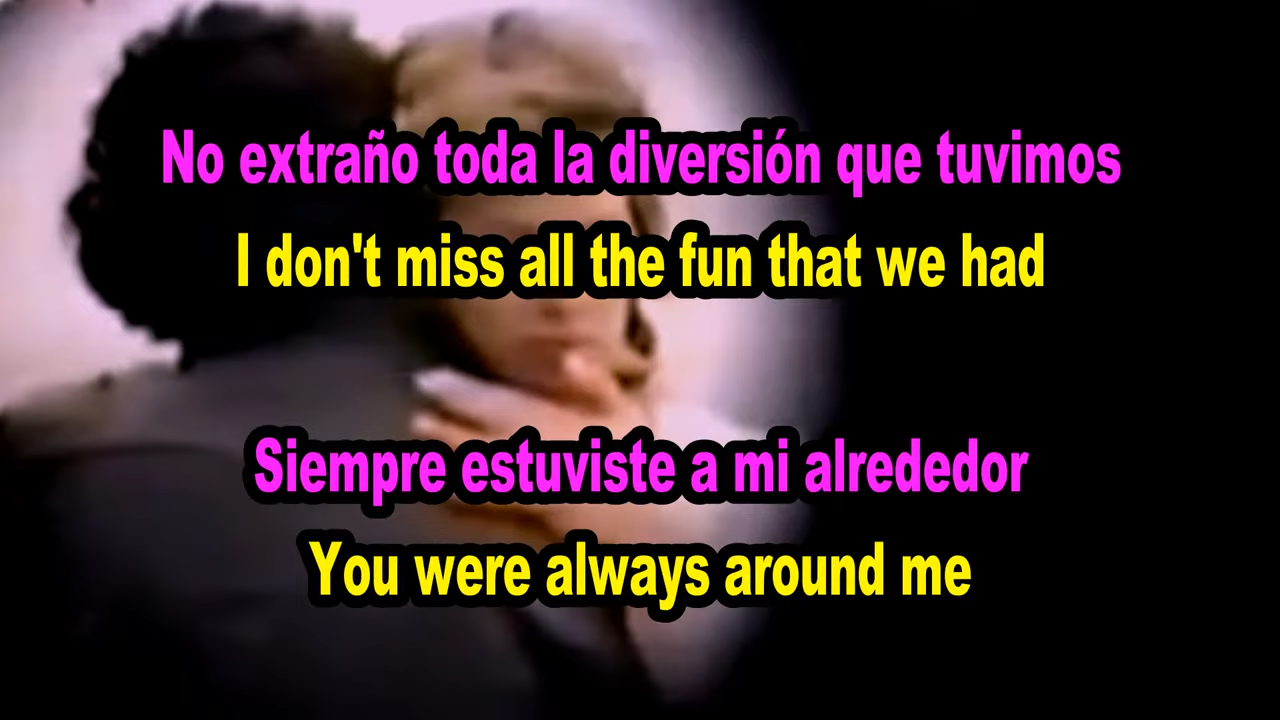 No extraño toda la diversión que tuvimos
I don't miss all the fun that we had
Siempre estuviste a mi alrededor
You were always around me